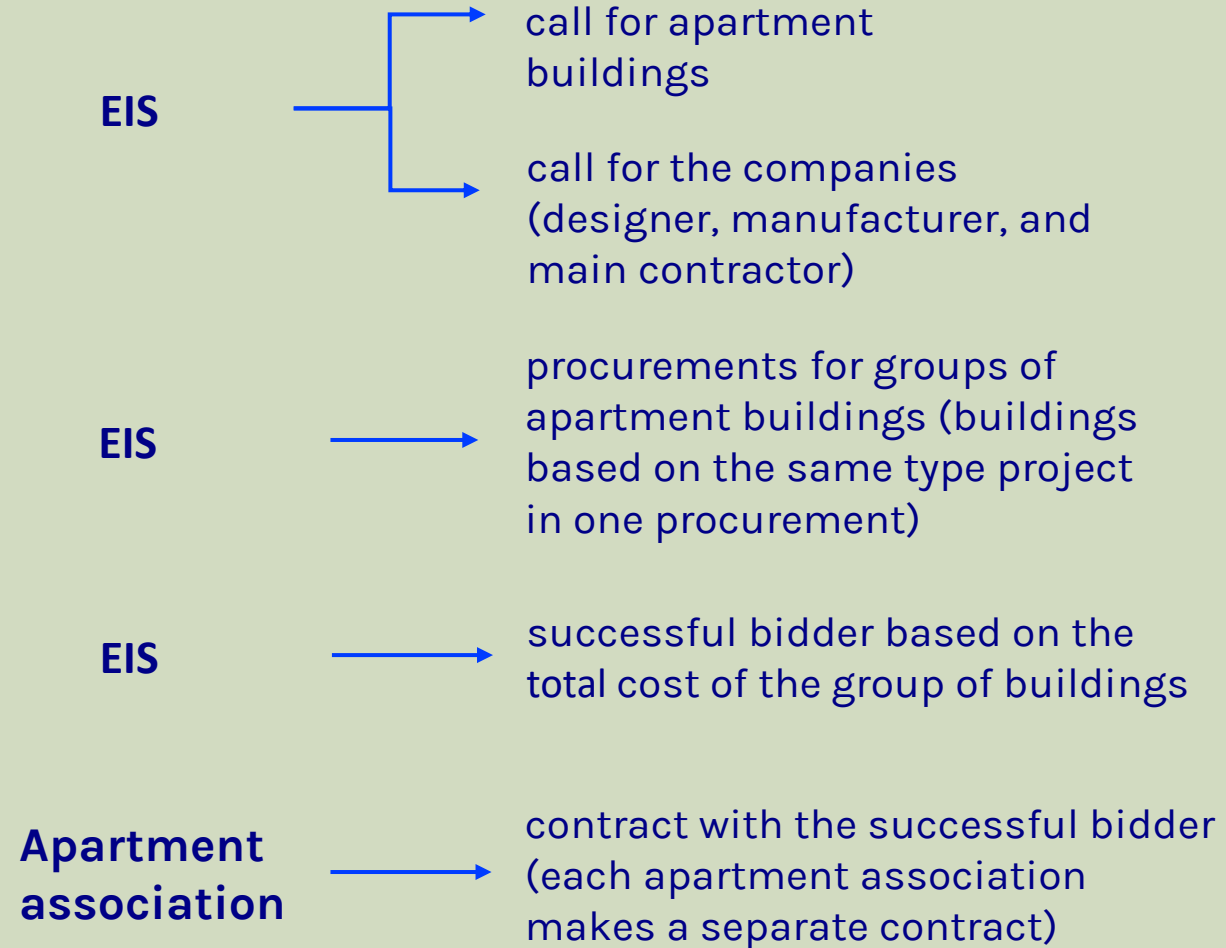 call for apartment
buildings
EIS
call for the companies
(designer, manufacturer, and
main contractor)
procurements for groups of
apartment buildings (buildings
based on the same type project
in one procurement)
EIS
successful bidder based on the
total cost of the group of buildings
EIS
contract with the successful bidder
(each apartment association
makes a separate contract)
Apartment
association